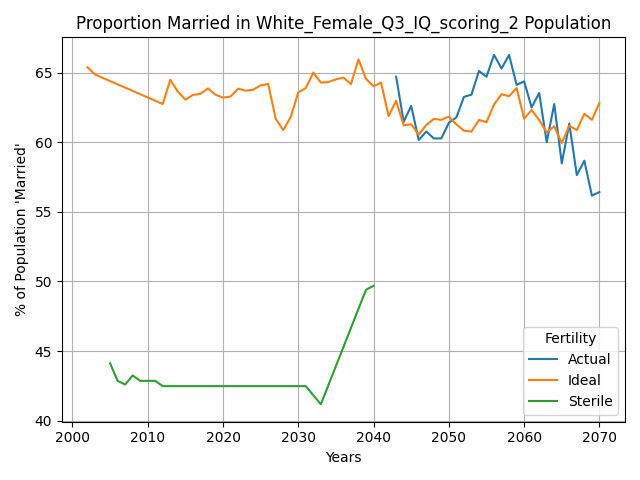 Proportion Married in White_Female_Q3_IQ_scoring_2 Population
% of Population 'Married'
65
60
55
50
45
40
2000 2010 2020 2030 2040 2050 2060 2070
Years
Fertility
Actual
Ideal
Sterile